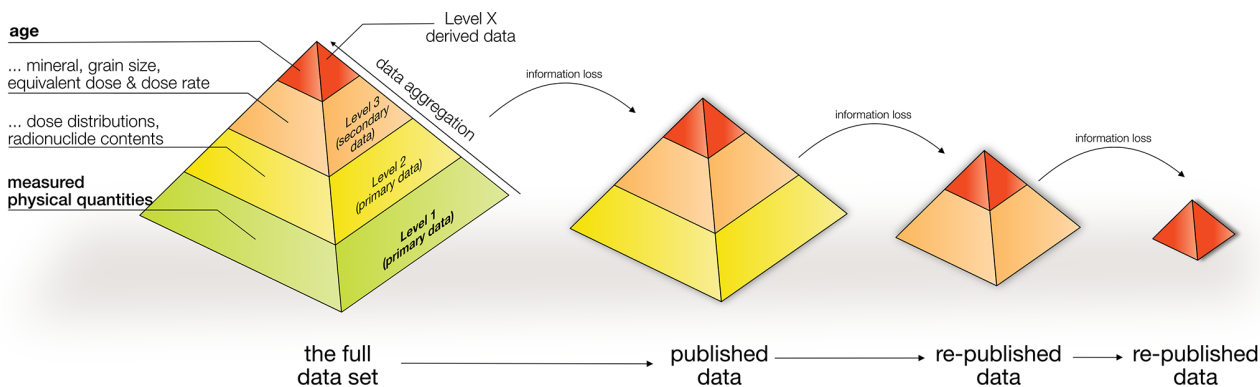 age
... mineral, grain size,
equivalent dose & dose rate
... dose distributions,
radionuclide contents
measured
physical quantities
Level X
derived data
data aggregation
Level 3
(secondary
data)
Level 2
(primary data)
Level 1
(primary data)
information loss
information loss
information loss
the full
data set
published
data
re-published
data
re-published
data